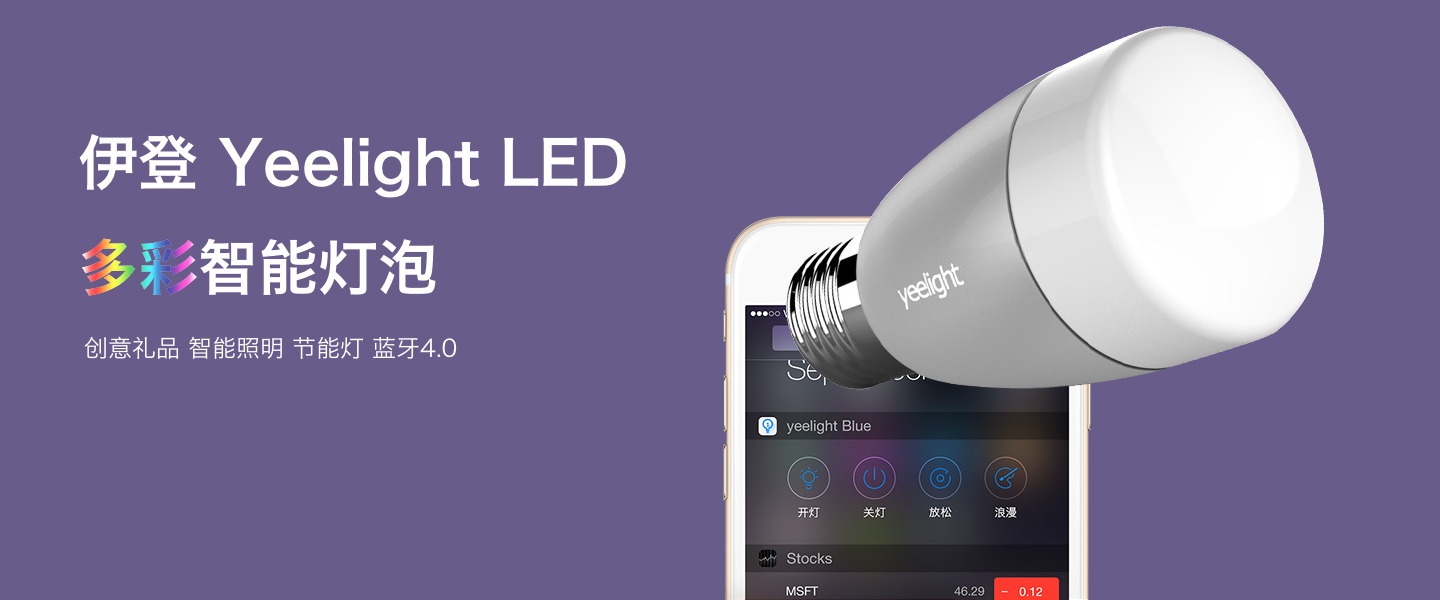 伊登 Yeelight LED
多彩智能灯泡
创意礼品 智能照明 节能灯 蓝牙4.0
yeelight
yeelight Blue
开灯 关灯 放松 浪漫
Stocks
MSFT 46.29 − 0.12